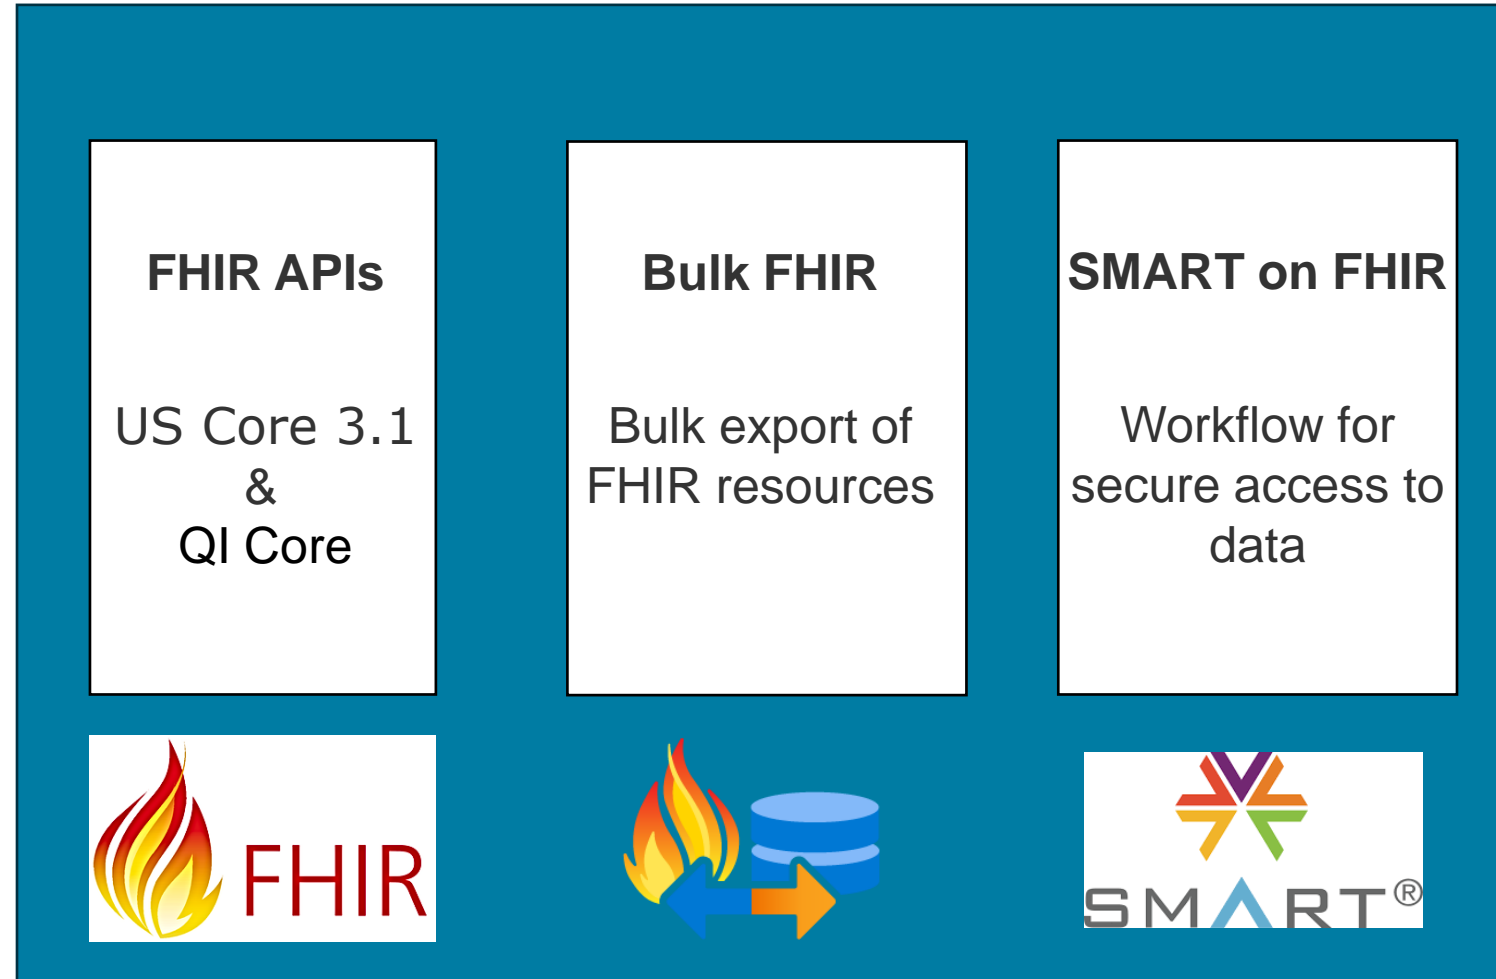 FHIR APIs
US Core 3.1
&
QI Core
Bulk FHIR
Bulk export of
FHIR resources
SMART on FHIR
Workflow for
secure access to
data
FHIR
SMART®